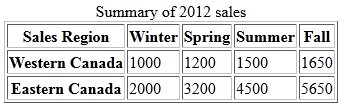 Summary of 2012 sales
Sales Region Winter Spring Summer Fall
Western Canada 1000 1200 1500 1650
Eastern Canada 2000 3200 4500 5650